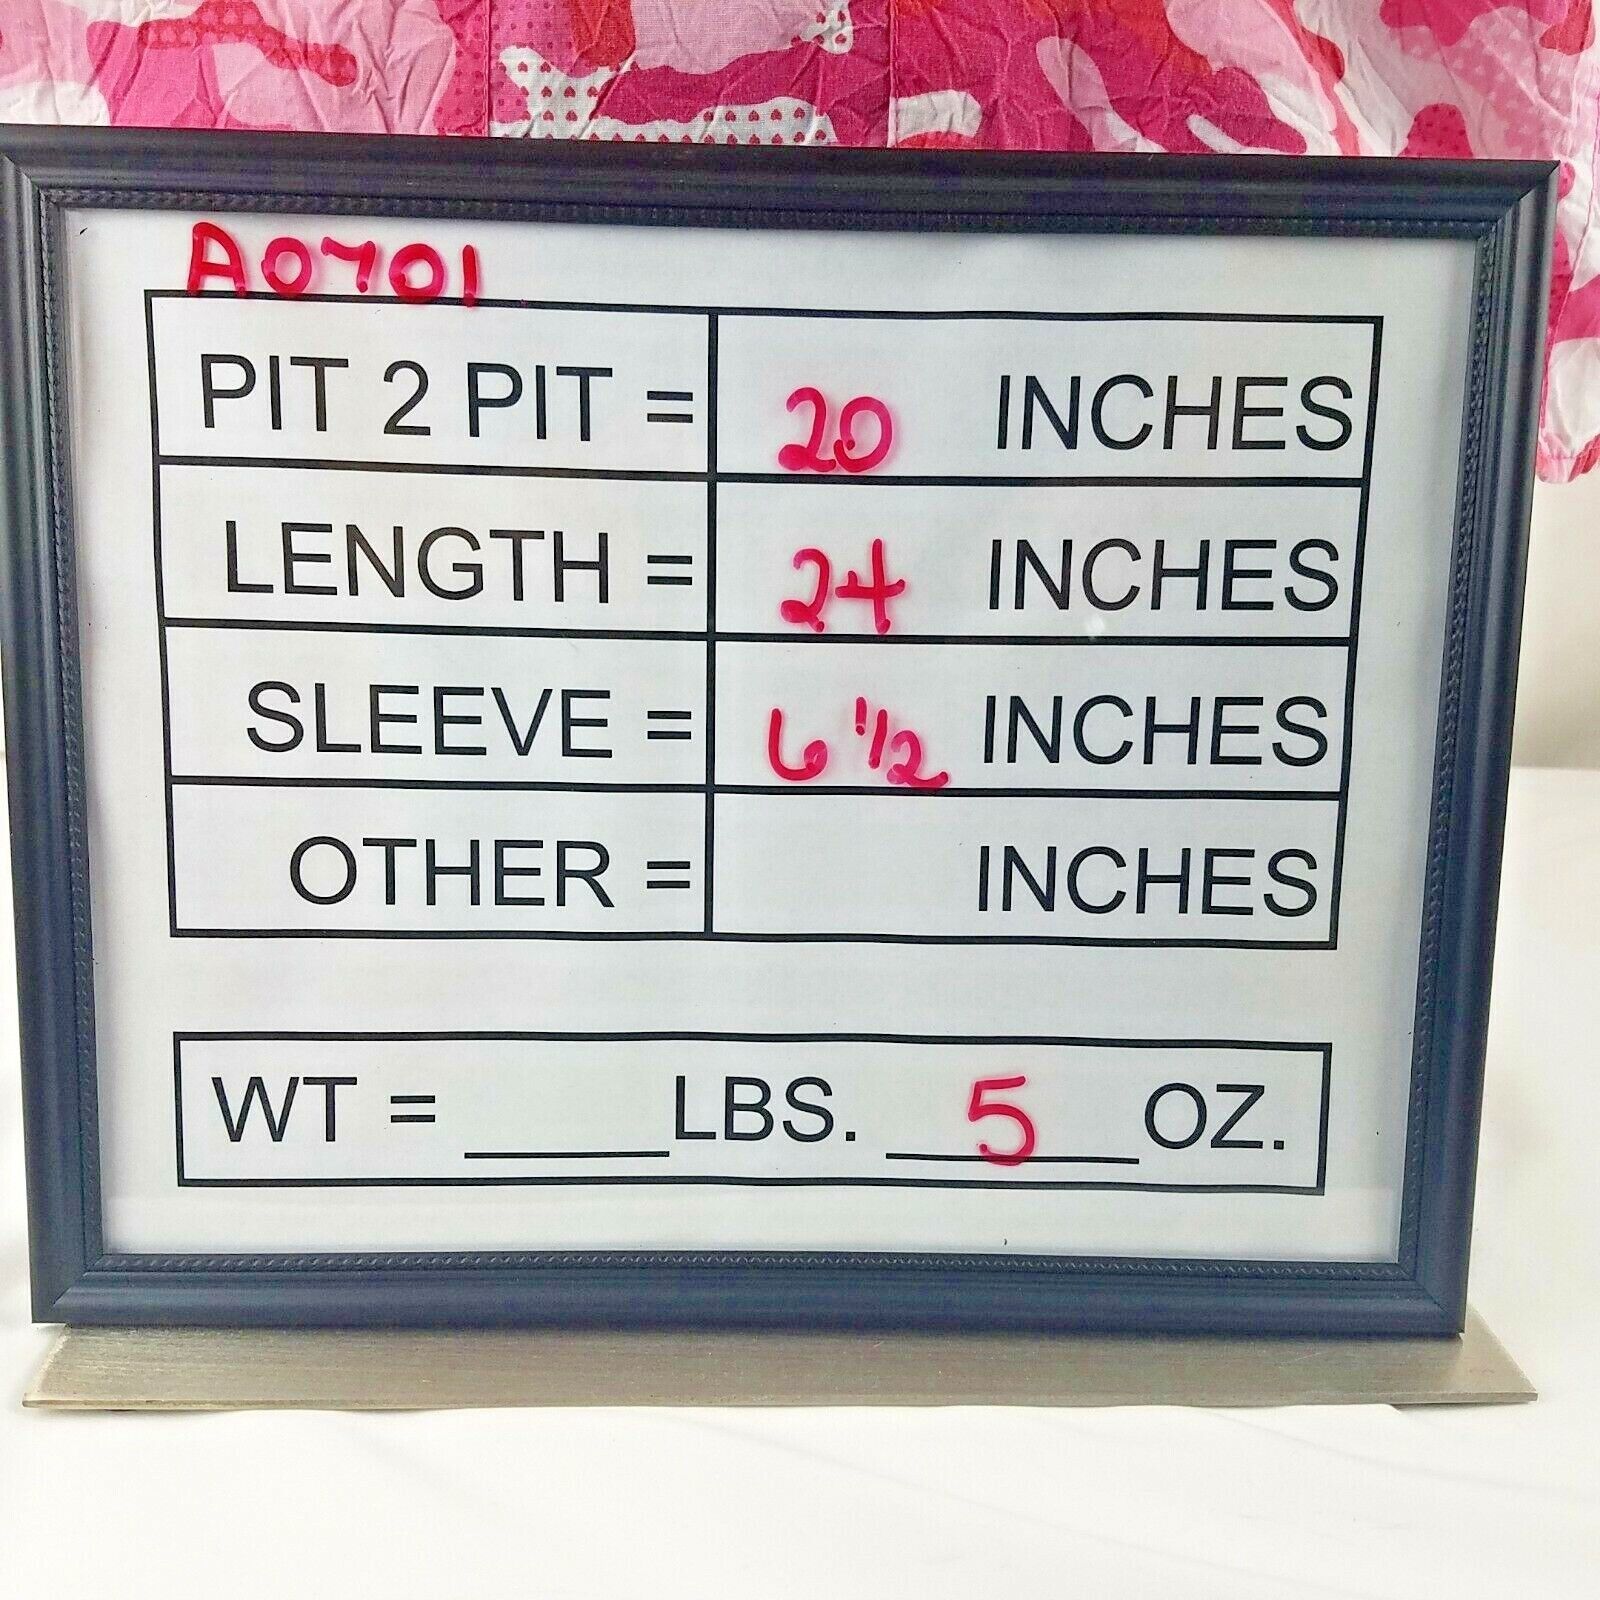 A0701
PIT 2 PIT = 20 INCHES
LENGTH = 24 INCHES
SLEEVE = 6 1/2 INCHES
OTHER = INCHES
WT = ____ LBS. __5__ OZ.